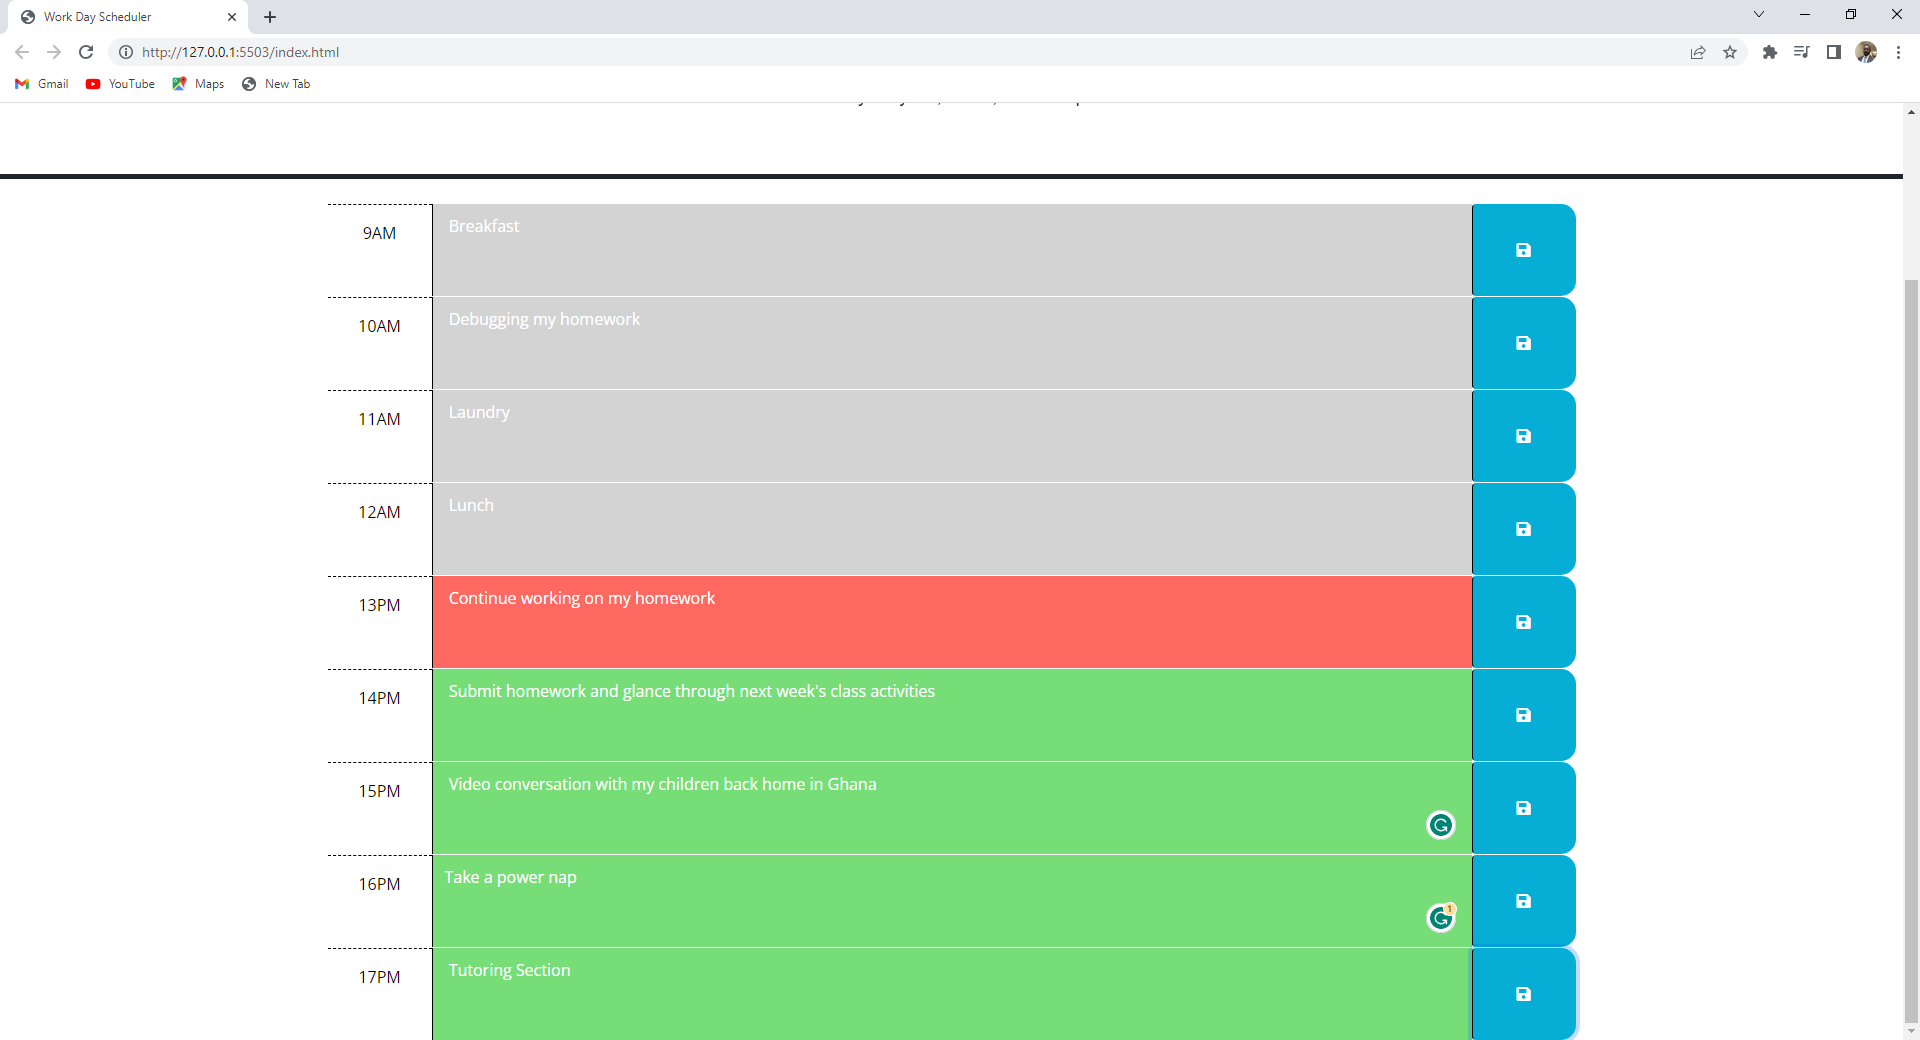 Work Day Scheduler
http://127.0.0.1:5503/index.html
Gmail YouTube Maps New Tab
9AM Breakfast
10AM Debugging my homework
11AM Laundry
12AM Lunch
13PM Continue working on my homework
14PM Submit homework and glance through next week's class activities
15PM Video conversation with my children back home in Ghana
16PM Take a power nap
1
17PM Tutoring Section